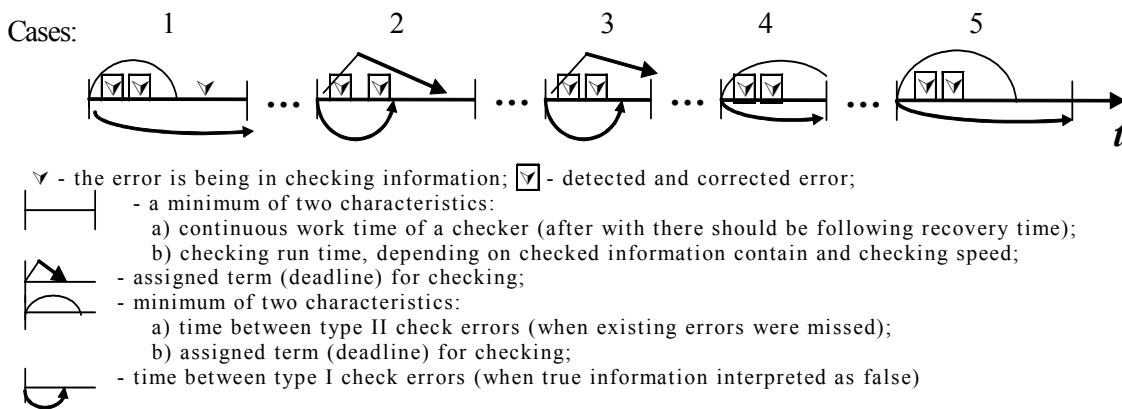 Cases: 1 2 3 4 5
... ... ... ... t
- the error is being in checking information; - detected and corrected error;
- a minimum of two characteristics:
a) continuous work time of a checker (after with there should be following recovery time);
b) checking run time, depending on checked information contain and checking speed;
- assigned term (deadline) for checking;
- minimum of two characteristics:
a) time between type II check errors (when existing errors were missed);
b) assigned term (deadline) for checking;
- time between type I check errors (when true information interpreted as false)